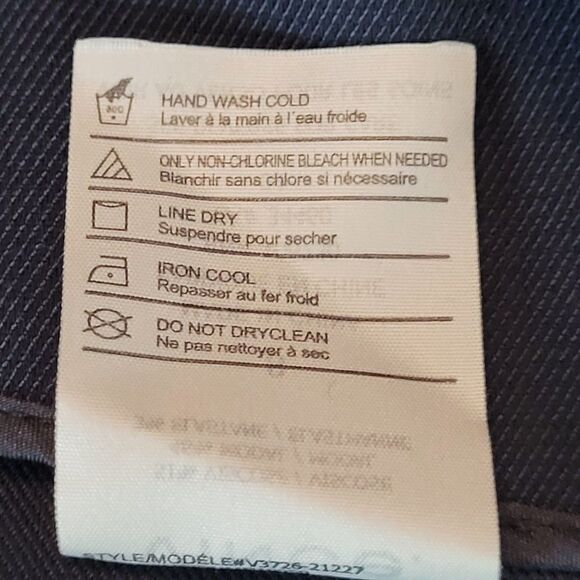 HAND WASH COLD
Laver à la main à l'eau froide
ONLY NON-CHLORINE BLEACH WHEN NEEDED
Blanchir sans chlore si nécessaire
LINE DRY
Suspendre pour secher
IRON COOL
Repasser au fer froid
DO NOT DRYCLEAN
Ne pas nettoyer à sec
STYLE/MODÉLE#V3726-21227